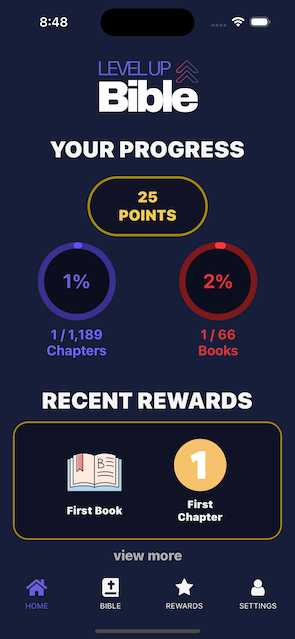 8:48
LEVEL UP
Bible
YOUR PROGRESS
25
POINTS
1%
2%
1 / 1,189
Chapters
1 / 66
Books
RECENT REWARDS
B
1
First Book
First
Chapter
view more
HOME
BIBLE
REWARDS
SETTINGS